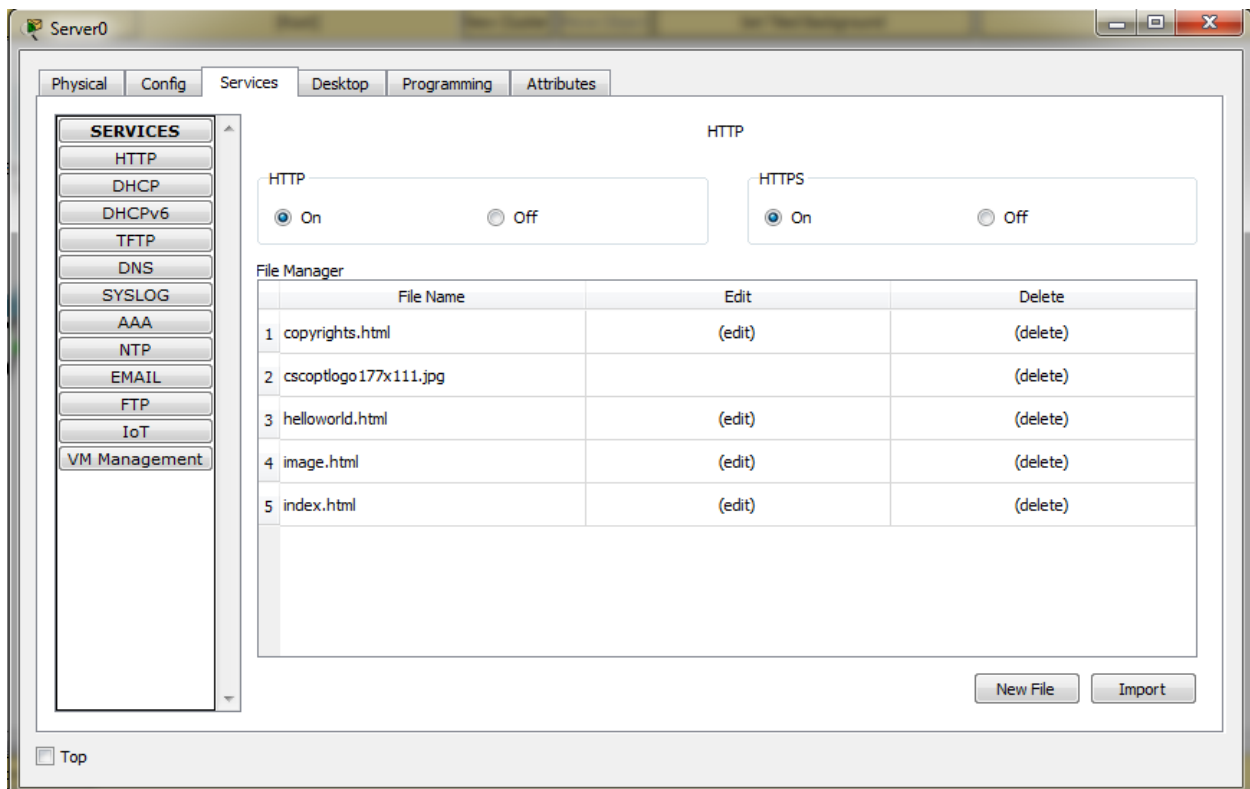 Server0
Physical Config Services Desktop Programming Attributes
SERVICES
HTTP
DHCP
DHCPv6
TFTP
DNS
SYSLOG
AAA
NTP
EMAIL
FTP
IoT
VM Management
HTTP
HTTP
On Off
HTTPS
On Off
File Manager
File Name Edit Delete
1 copyrights.html (edit) (delete)
2 cscoptlogo177x111.jpg (delete)
3 helloworld.html (edit) (delete)
4 image.html (edit) (delete)
5 index.html (edit) (delete)
New File Import
Top